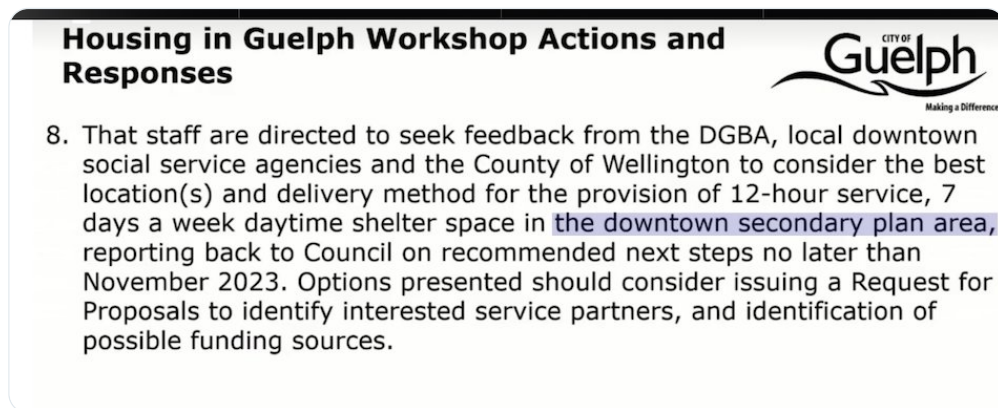 Housing in Guelph Workshop Actions and
Responses
CITY OF
Guelph
Making a Difference
8. That staff are directed to seek feedback from the DGBA, local downtown
social service agencies and the County of Wellington to consider the best
location(s) and delivery method for the provision of 12-hour service, 7
days a week daytime shelter space in the downtown secondary plan area,
reporting back to Council on recommended next steps no later than
November 2023. Options presented should consider issuing a Request for
Proposals to identify interested service partners, and identification of
possible funding sources.